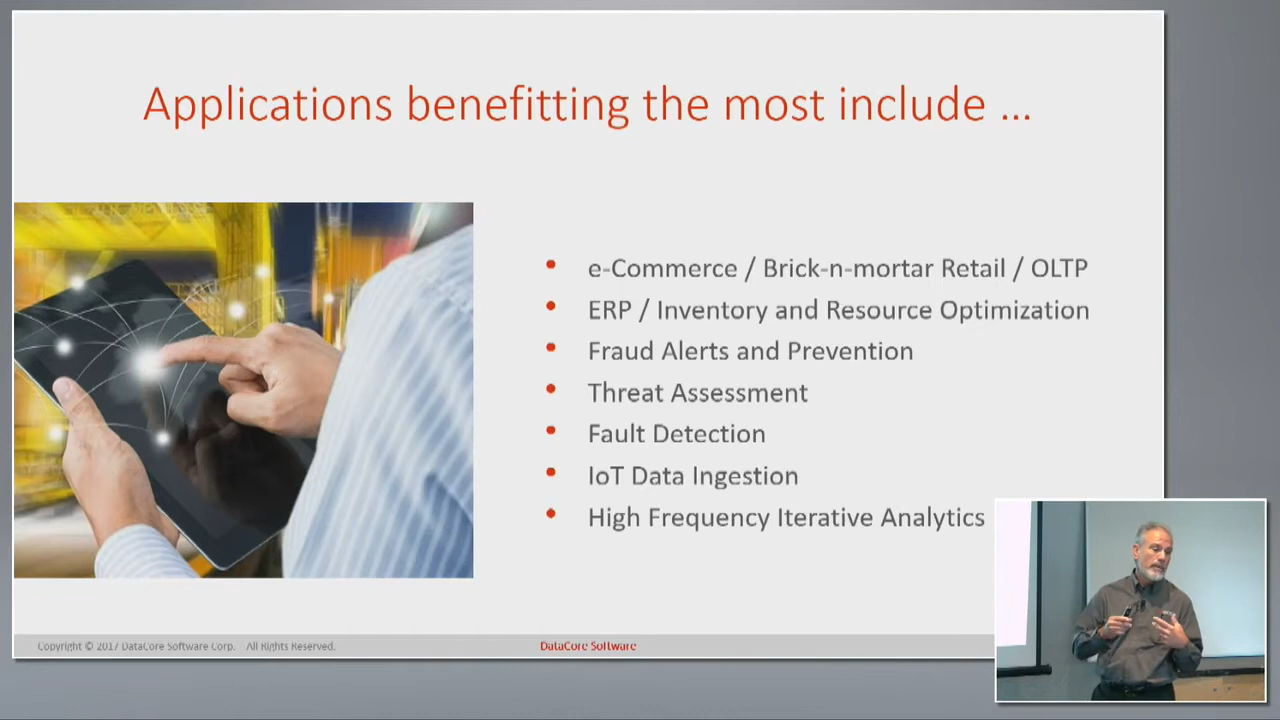 Applications benefitting the most include ...
• e-Commerce / Brick-n-mortar Retail / OLTP
• ERP / Inventory and Resource Optimization
• Fraud Alerts and Prevention
• Threat Assessment
• Fault Detection
• IoT Data Ingestion
• High Frequency Iterative Analytics
Copyright © 2017 DataCore Software Corp. All Rights Reserved.
DataCore Software